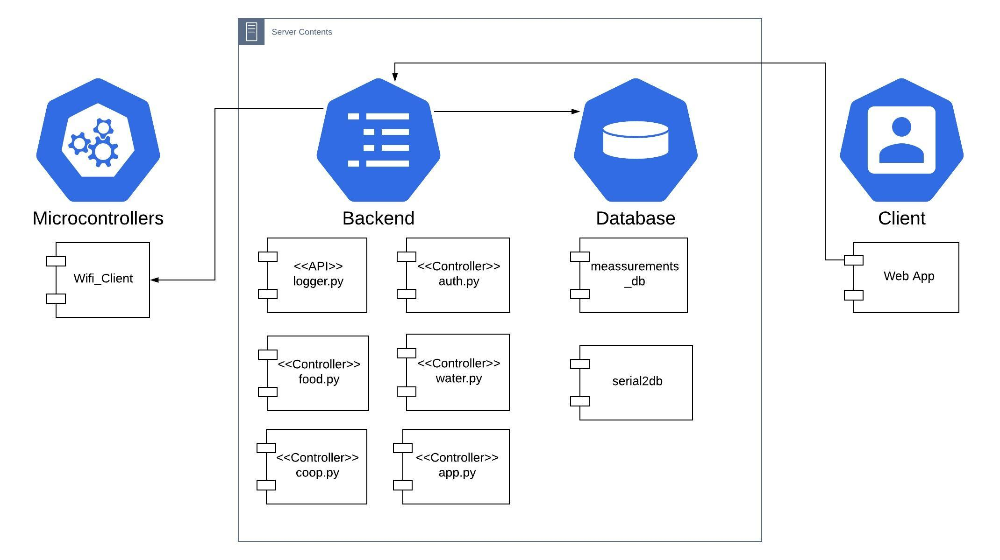 Server Contents
Microcontrollers
Backend
Database
Client
Wifi_Client
<<API>>
logger.py
<<Controller>>
auth.py
meassurements
_db
Web App
<<Controller>>
food.py
<<Controller>>
water.py
serial2db
<<Controller>>
coop.py
<<Controller>>
app.py